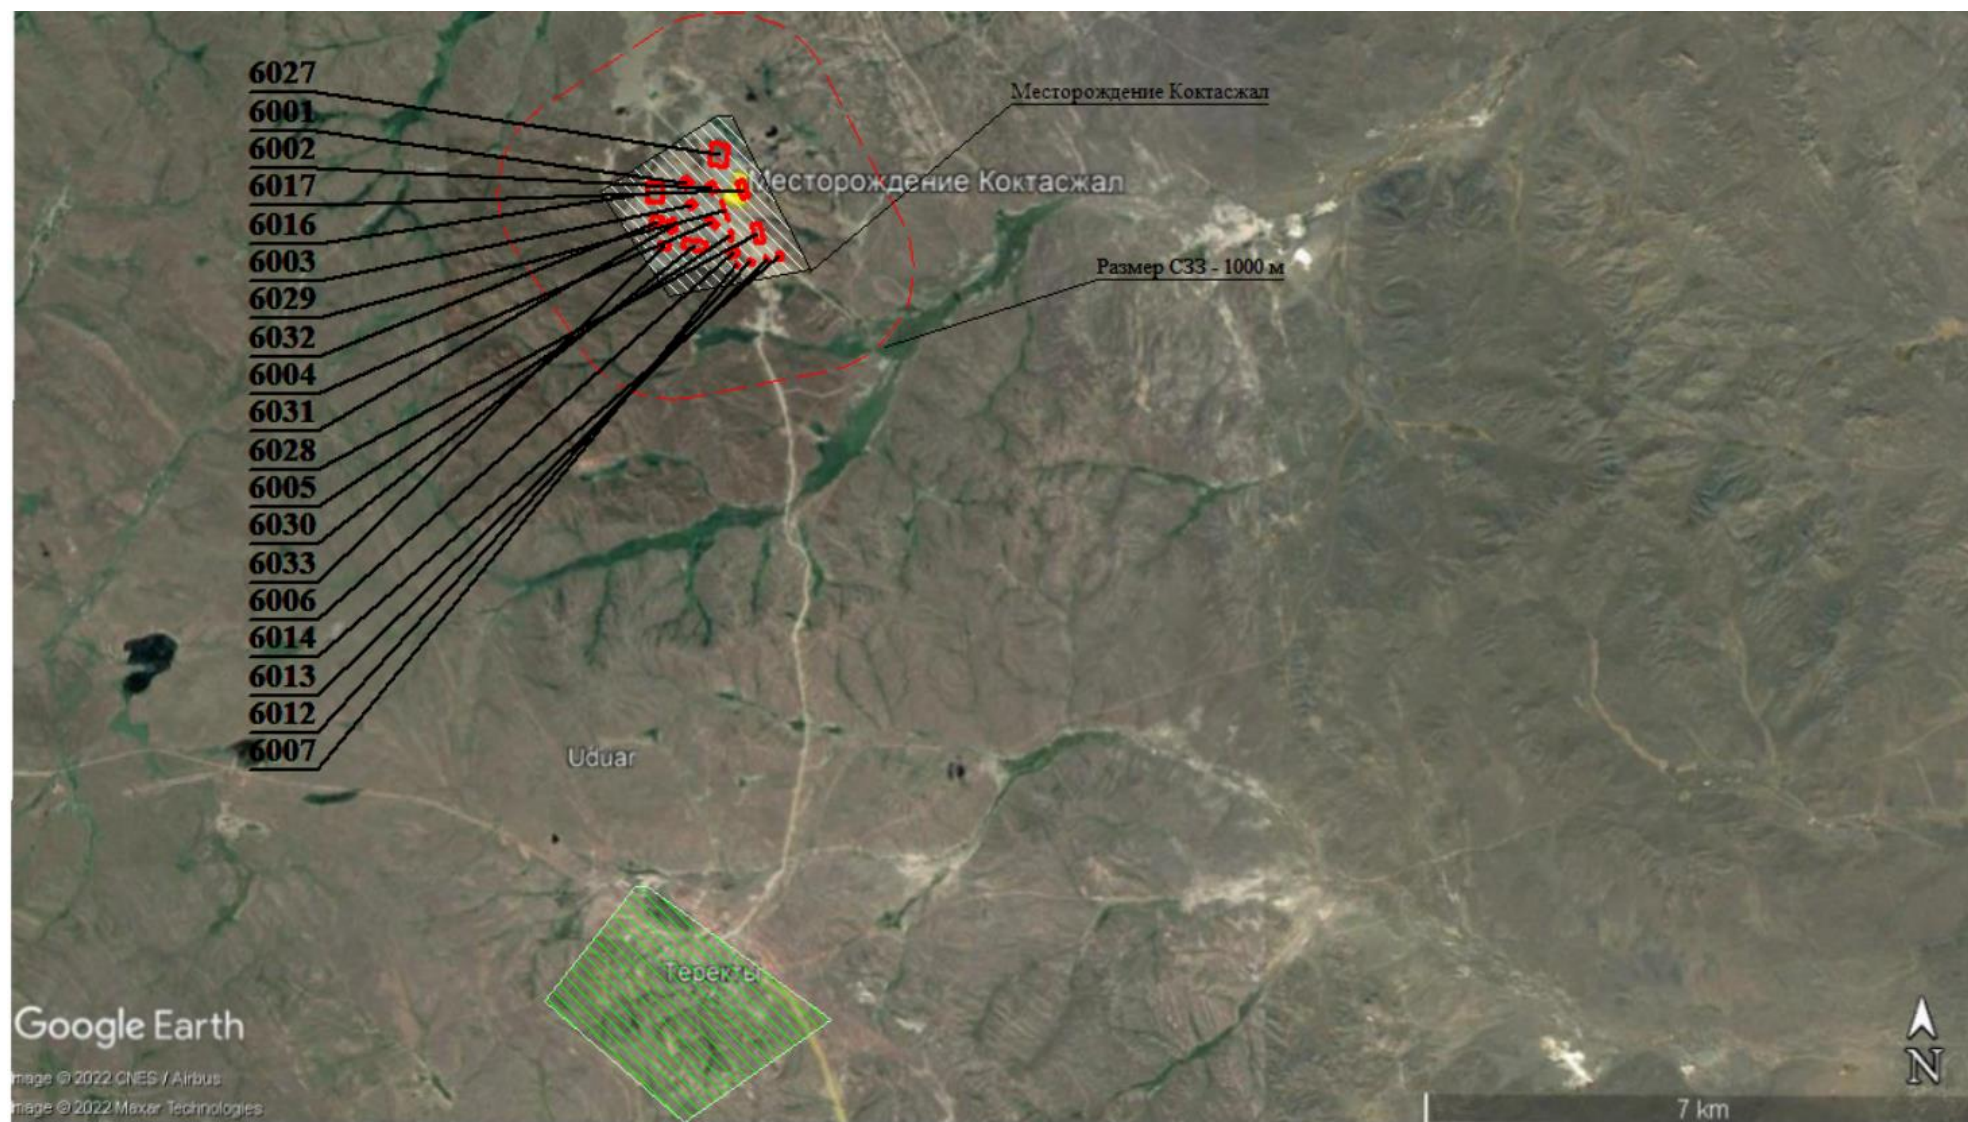 6027
6001
6002
6017
6016
6003
6029
6032
6004
6031
6028
6005
6030
6033
6006
6014
6013
6012
6007
Месторождение Коктасжал
Месторождение Коктасжал
Размер СЗЗ - 1000 м
Uduar
Теректы
Google Earth
mage © 2022 CNES / Airbus
mage © 2022 Maxar Technologies
N
7 km